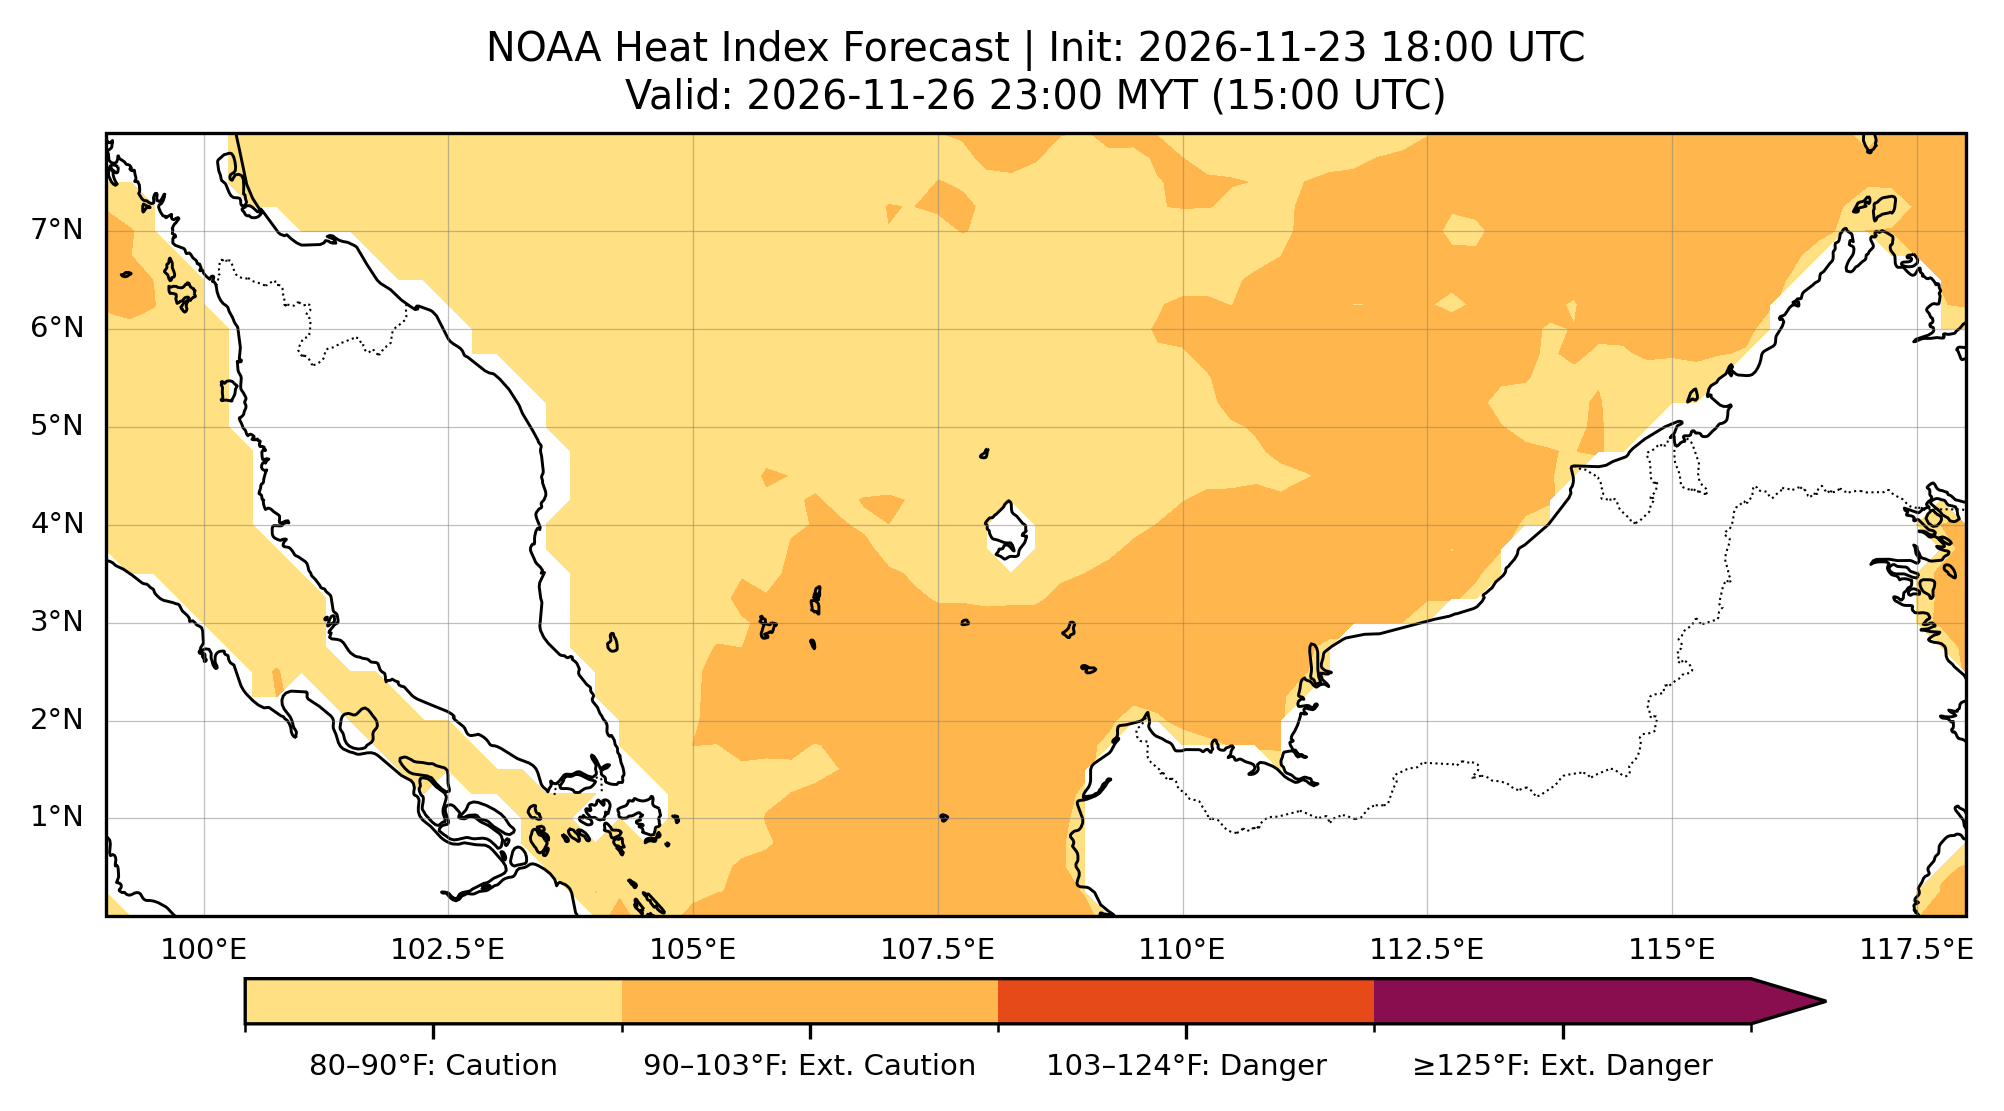 NOAA Heat Index Forecast | Init: 2026-11-23 18:00 UTC
Valid: 2026-11-26 23:00 MYT (15:00 UTC)
7°N
6°N
5°N
4°N
3°N
2°N
1°N
100°E 102.5°E 105°E 107.5°E 110°E 112.5°E 115°E 117.5°E
80–90°F: Caution 90–103°F: Ext. Caution 103–124°F: Danger ≥125°F: Ext. Danger